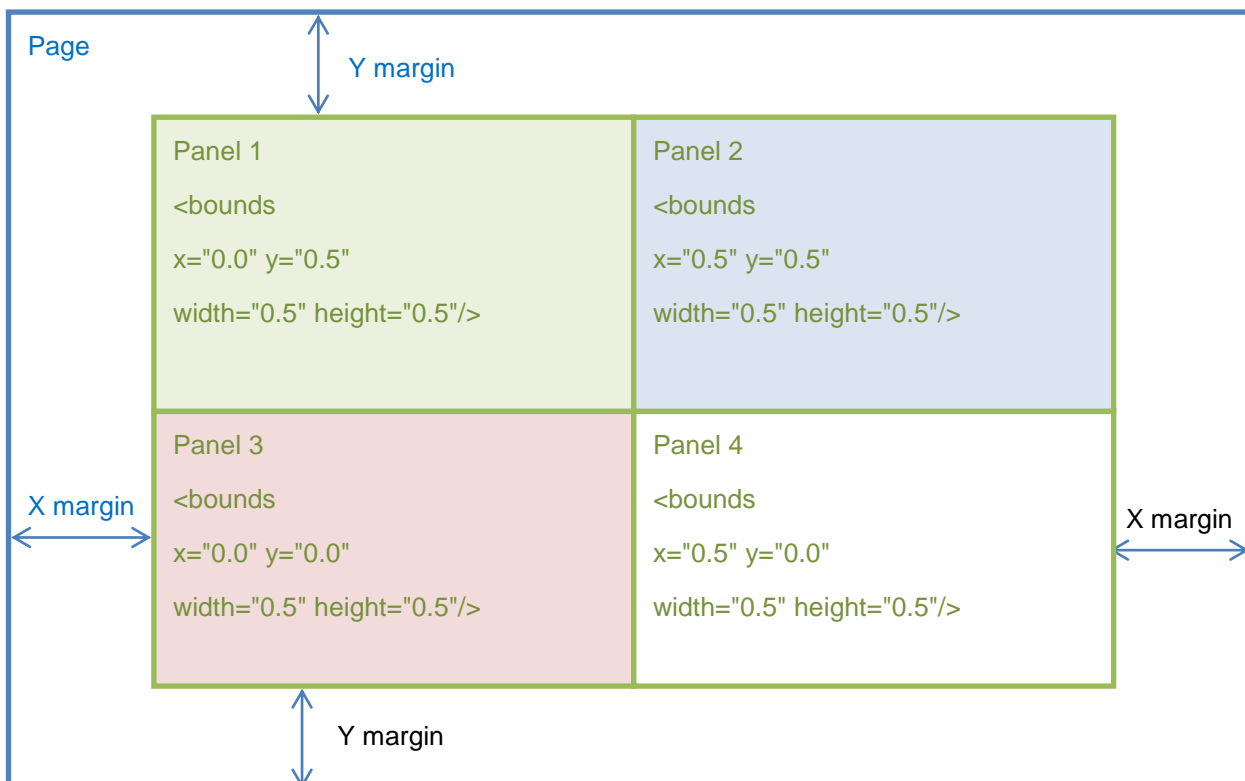 Page
Y margin
Panel 1
<bounds
x="0.0" y="0.5"
width="0.5" height="0.5"/>
Panel 2
<bounds
x="0.5" y="0.5"
width="0.5" height="0.5"/>
Panel 3
<bounds
x="0.0" y="0.0"
width="0.5" height="0.5"/>
Panel 4
<bounds
x="0.5" y="0.0"
width="0.5" height="0.5"/>
X margin
X margin
Y margin